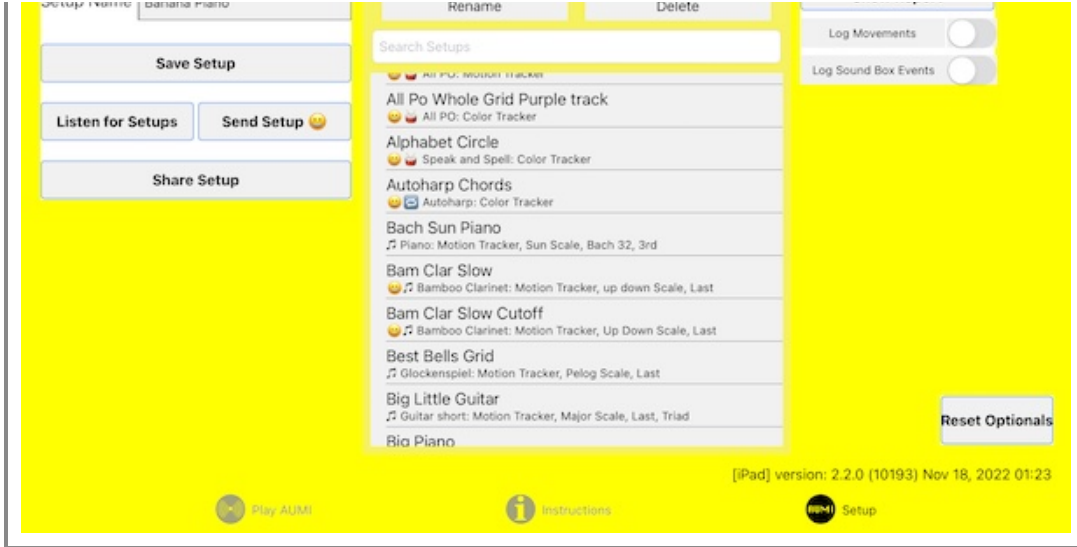 Setup Name Banana Piano
Save Setup
Listen for Setups
Send Setup 😀
Share Setup
Rename
Delete
Search Setups
😀 🥁 All PO: Motion Tracker
All Po Whole Grid Purple track
😀 🥁 All PO: Color Tracker
Alphabet Circle
😀 🥁 Speak and Spell: Color Tracker
Autoharp Chords
😀 🔁 Autoharp: Color Tracker
Bach Sun Piano
🎵 Piano: Motion Tracker, Sun Scale, Bach 32, 3rd
Bam Clar Slow
😀🎵 Bamboo Clarinet: Motion Tracker, up down Scale, Last
Bam Clar Slow Cutoff
😀🎵 Bamboo Clarinet: Motion Tracker, Up Down Scale, Last
Best Bells Grid
🎵 Glockenspiel: Motion Tracker, Pelog Scale, Last
Big Little Guitar
🎵 Guitar short: Motion Tracker, Major Scale, Last, Triad
Big Piano
Log Movements
Log Sound Box Events
Reset Optionals
[iPad] version: 2.2.0 (10193) Nov 18, 2022 01:23
Play AUMI
Instructions
AUMI Setup